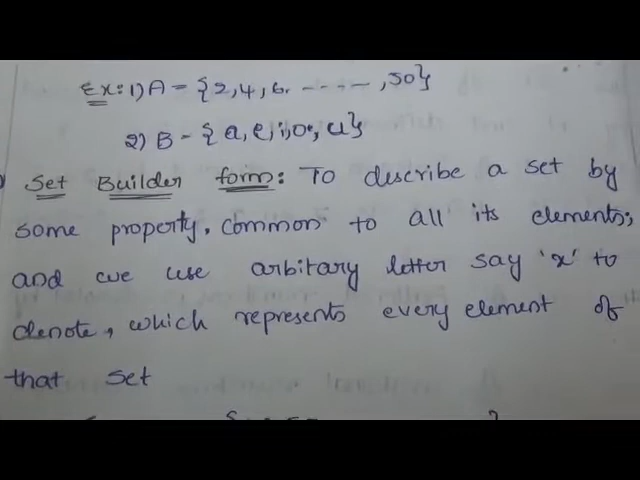 Ex: 1) A = {2, 4, 6. ----- , 50}
2) B = {a, e, i, o, u}
Set Builder form: To describe a set by
some property, common to all its elements;
and we use arbitary letter say 'x' to
denote, which represents every element of
that set